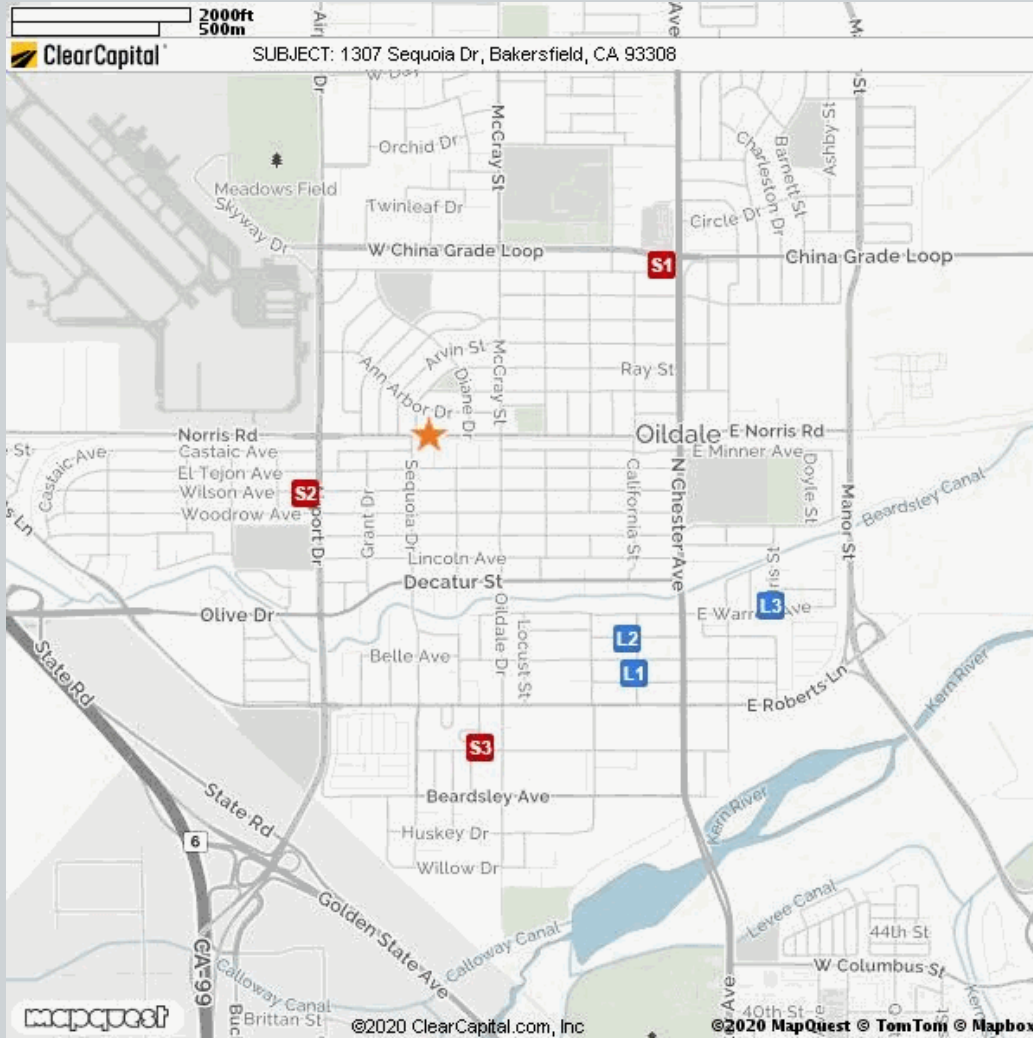 2000ft
500m
ClearCapital
SUBJECT: 1307 Sequoia Dr, Bakersfield, CA 93308
Dr
McCray St
Ave
St
Orchid Dr
Meadows Field
Skyway Dr
Twinleaf Dr
W China Grade Loop
Charleston Dr
Barnett St
Ashby St
Circle Dr
China Grade Loop
S1
Arvin St
McCray St
Ann Arbor Dr
Diane Dr
Ray St
Norris Rd
Oildale
E Norris Rd
E Minner Ave
Castaic Ave
Castaic Ave
El Tejon Ave
Wilson Ave
Woodrow Ave
S2
port Dr
Grant Dr
Sequoia Dr
California St
N Chester Ave
Doyle St
Manor St
Beardsley Canal
Lincoln Ave
Decatur St
Olive Dr
Oildale Dr
Locust St
Belle Ave
L2
L1
E Warr
Ave
L3
E Roberts Ln
Kern River
State Rd
S3
Beardsley Ave
State Rd
Huskey Dr
Willow Dr
6
Kern River
Golden State Ave
CA-99
Calloway Canal
Calloway Canal
Levee Canal
44th St
W Columbus St
40th St
Brittan St
mapquest
©2020 ClearCapital.com, Inc
©2020 MapQuest © TomTom © Mapbox